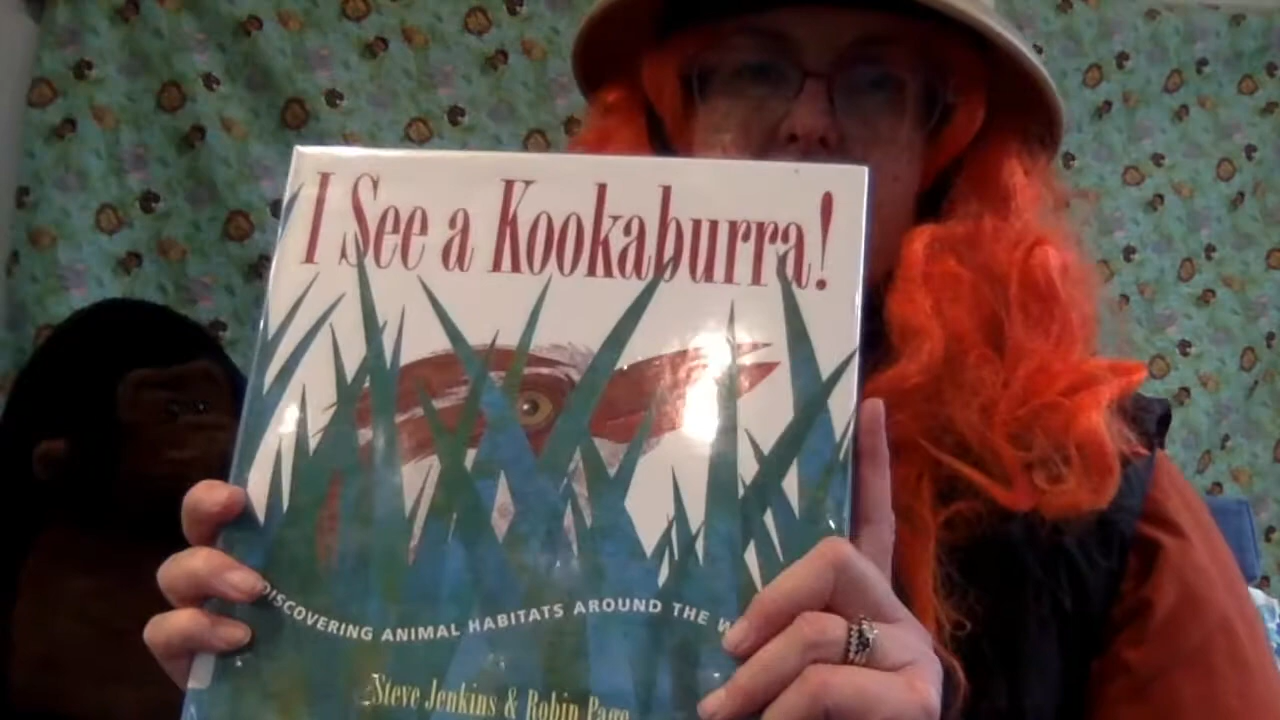 I See a Kookaburra!
DISCOVERING ANIMAL HABITATS AROUND THE W
Steve Jenkins & Robin Page